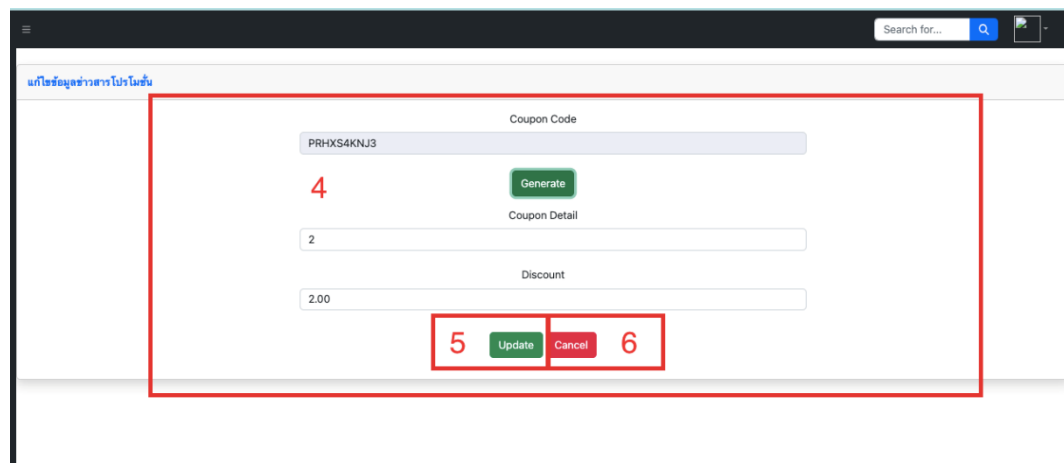 Search for...
แก้ไขข้อมูลข่าวสารโปรโมชั่น
Coupon Code
PRHXS4KNJ3
4
Generate
Coupon Detail
2
Discount
2.00
5 Update Cancel 6